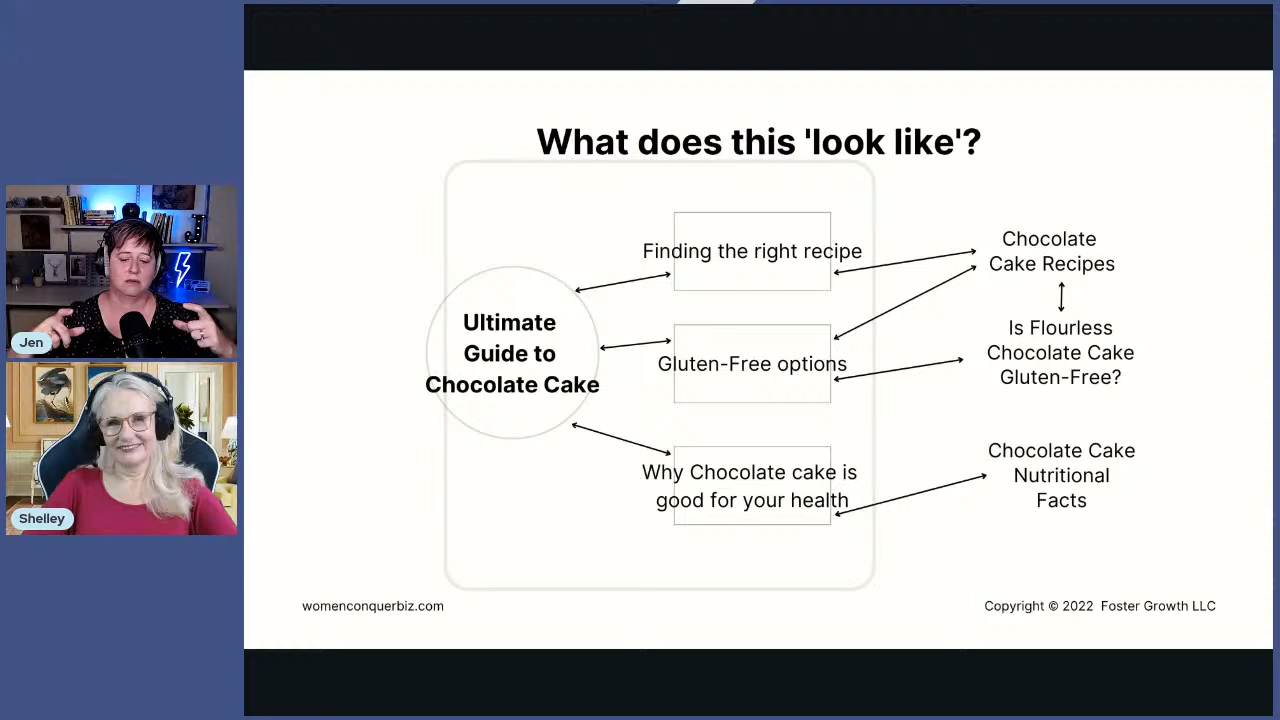 What does this 'look like'?
Ultimate
Guide to
Chocolate Cake
Finding the right recipe
Gluten-Free options
Why Chocolate cake is
good for your health
Chocolate
Cake Recipes
Is Flourless
Chocolate Cake
Gluten-Free?
Chocolate Cake
Nutritional
Facts
womenconquerbiz.com
Copyright © 2022 Foster Growth LLC
J
Jen
Shelley